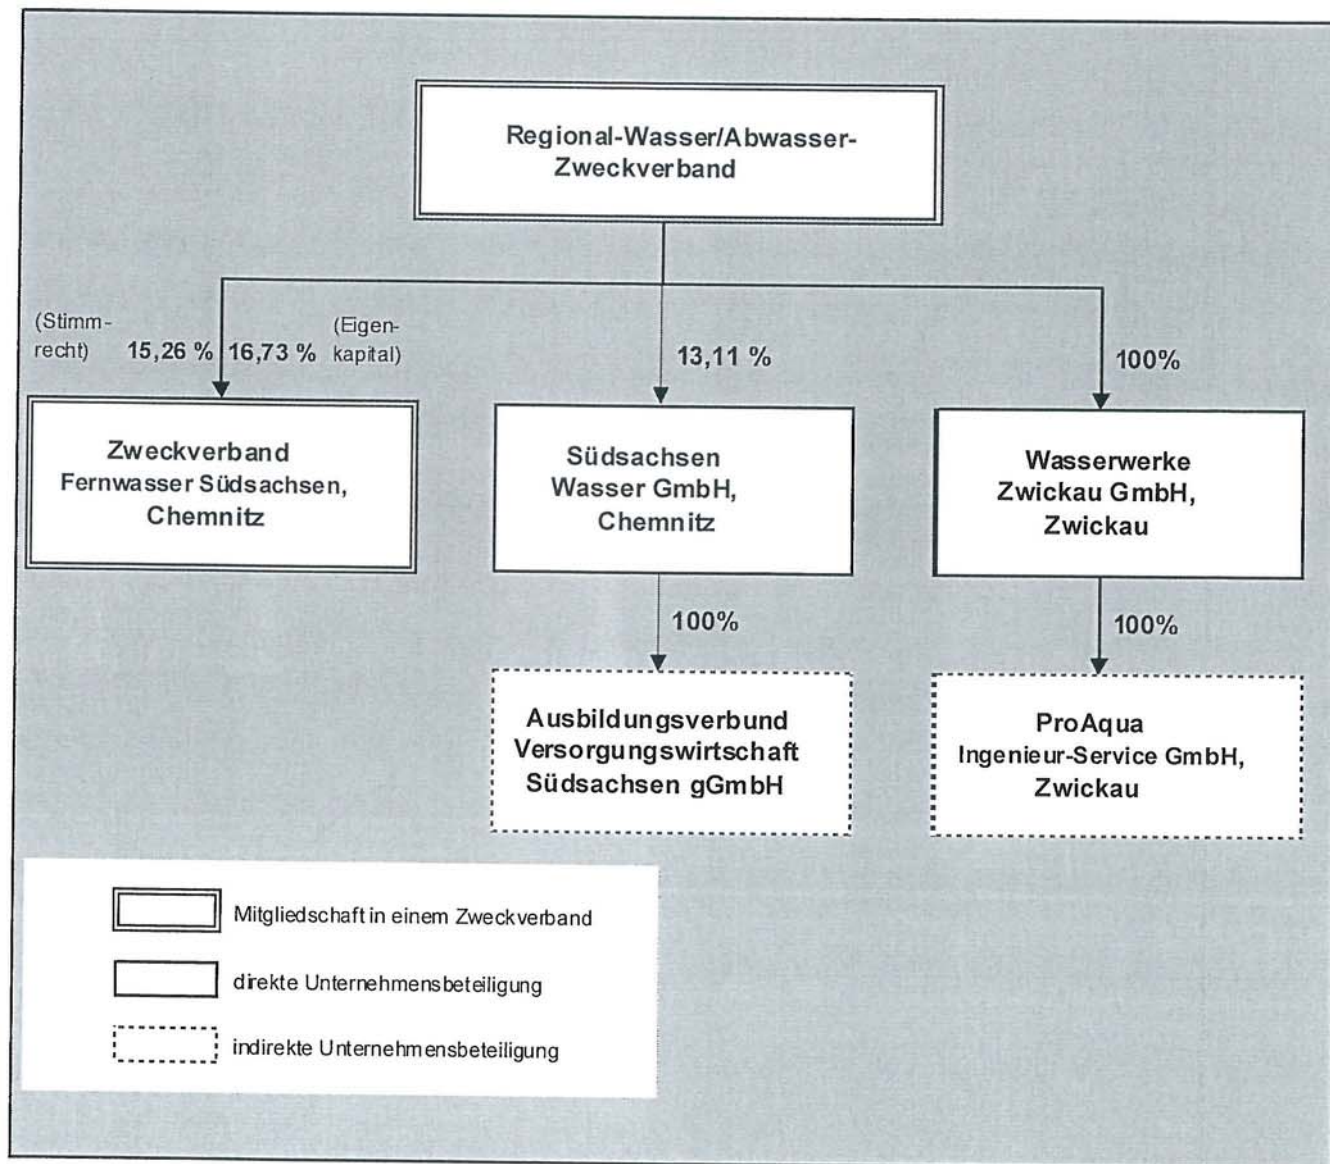 Regional-Wasser/Abwasser-
Zweckverband
(Stimm-
recht)
15,26 %
16,73 %
(Eigen-
kapital)
13,11 %
100%
Zweckverband
Fernwasser Südsachsen,
Chemnitz
Südsachsen
Wasser GmbH,
Chemnitz
Wasserwerke
Zwickau GmbH,
Zwickau
100%
100%
Ausbildungsverbund
Versorgungswirtschaft
Südsachsen gGmbH
ProAqua
Ingenieur-Service GmbH,
Zwickau
Mitgliedschaft in einem Zweckverband
direkte Unternehmensbeteiligung
indirekte Unternehmensbeteiligung